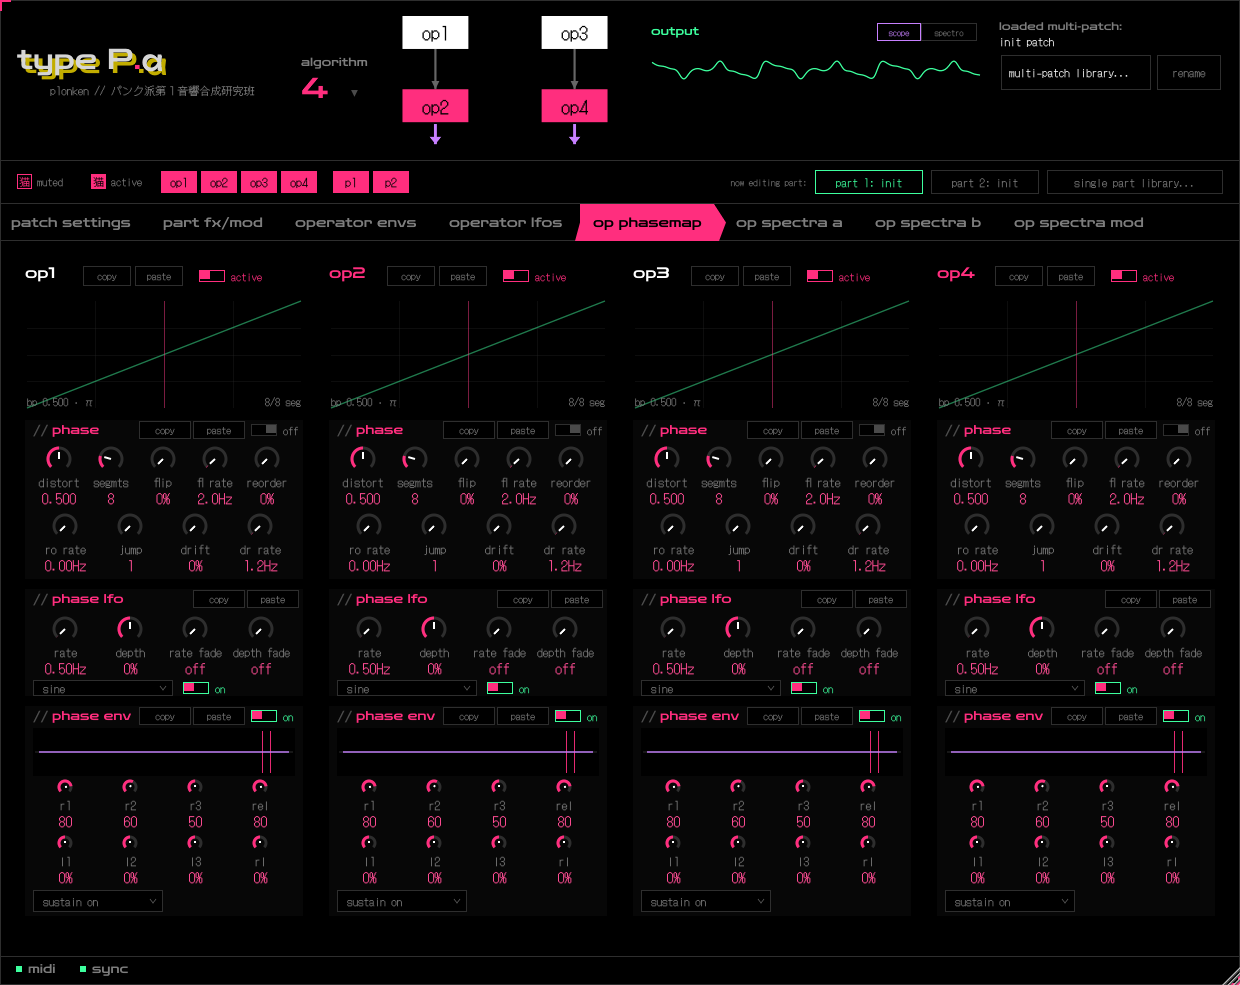 type P.a
plonken // パンク派第1音響合成研究班
algorithm
4
op1 op3
op2 op4
output
scope spectro
loaded multi-patch:
init patch
multi-patch library... rename
猫 muted 猫 active op1 op2 op3 op4 p1 p2
now editing part: part 1: init part 2: init single part library...
patch settings part fx/mod operator envs operator lfos op phasemap op spectra a op spectra b op spectra mod
op1 copy paste active op2 copy paste active op3 copy paste active op4 copy paste active
bp 0.500 · π 8/8 seg bp 0.500 · π 8/8 seg bp 0.500 · π 8/8 seg bp 0.500 · π 8/8 seg
// phase copy paste off // phase copy paste off // phase copy paste off // phase copy paste off
distort segmts flip fl rate reorder distort segmts flip fl rate reorder distort segmts flip fl rate reorder distort segmts flip fl rate reorder
0.500 8 0% 2.0Hz 0% 0.500 8 0% 2.0Hz 0% 0.500 8 0% 2.0Hz 0% 0.500 8 0% 2.0Hz 0%
ro rate jump drift dr rate ro rate jump drift dr rate ro rate jump drift dr rate ro rate jump drift dr rate
0.00Hz 1 0% 1.2Hz 0.00Hz 1 0% 1.2Hz 0.00Hz 1 0% 1.2Hz 0.00Hz 1 0% 1.2Hz
// phase lfo copy paste // phase lfo copy paste // phase lfo copy paste // phase lfo copy paste
rate depth rate fade depth fade rate depth rate fade depth fade rate depth rate fade depth fade rate depth rate fade depth fade
0.50Hz 0% off off 0.50Hz 0% off off 0.50Hz 0% off off 0.50Hz 0% off off
sine on sine on sine on sine on
// phase env copy paste on // phase env copy paste on // phase env copy paste on // phase env copy paste on
r1 r2 r3 rel r1 r2 r3 rel r1 r2 r3 rel r1 r2 r3 rel
80 60 50 80 80 60 50 80 80 60 50 80 80 60 50 80
l1 l2 l3 rl l1 l2 l3 rl l1 l2 l3 rl l1 l2 l3 rl
0% 0% 0% 0% 0% 0% 0% 0% 0% 0% 0% 0% 0% 0% 0% 0%
sustain on sustain on sustain on sustain on
midi sync